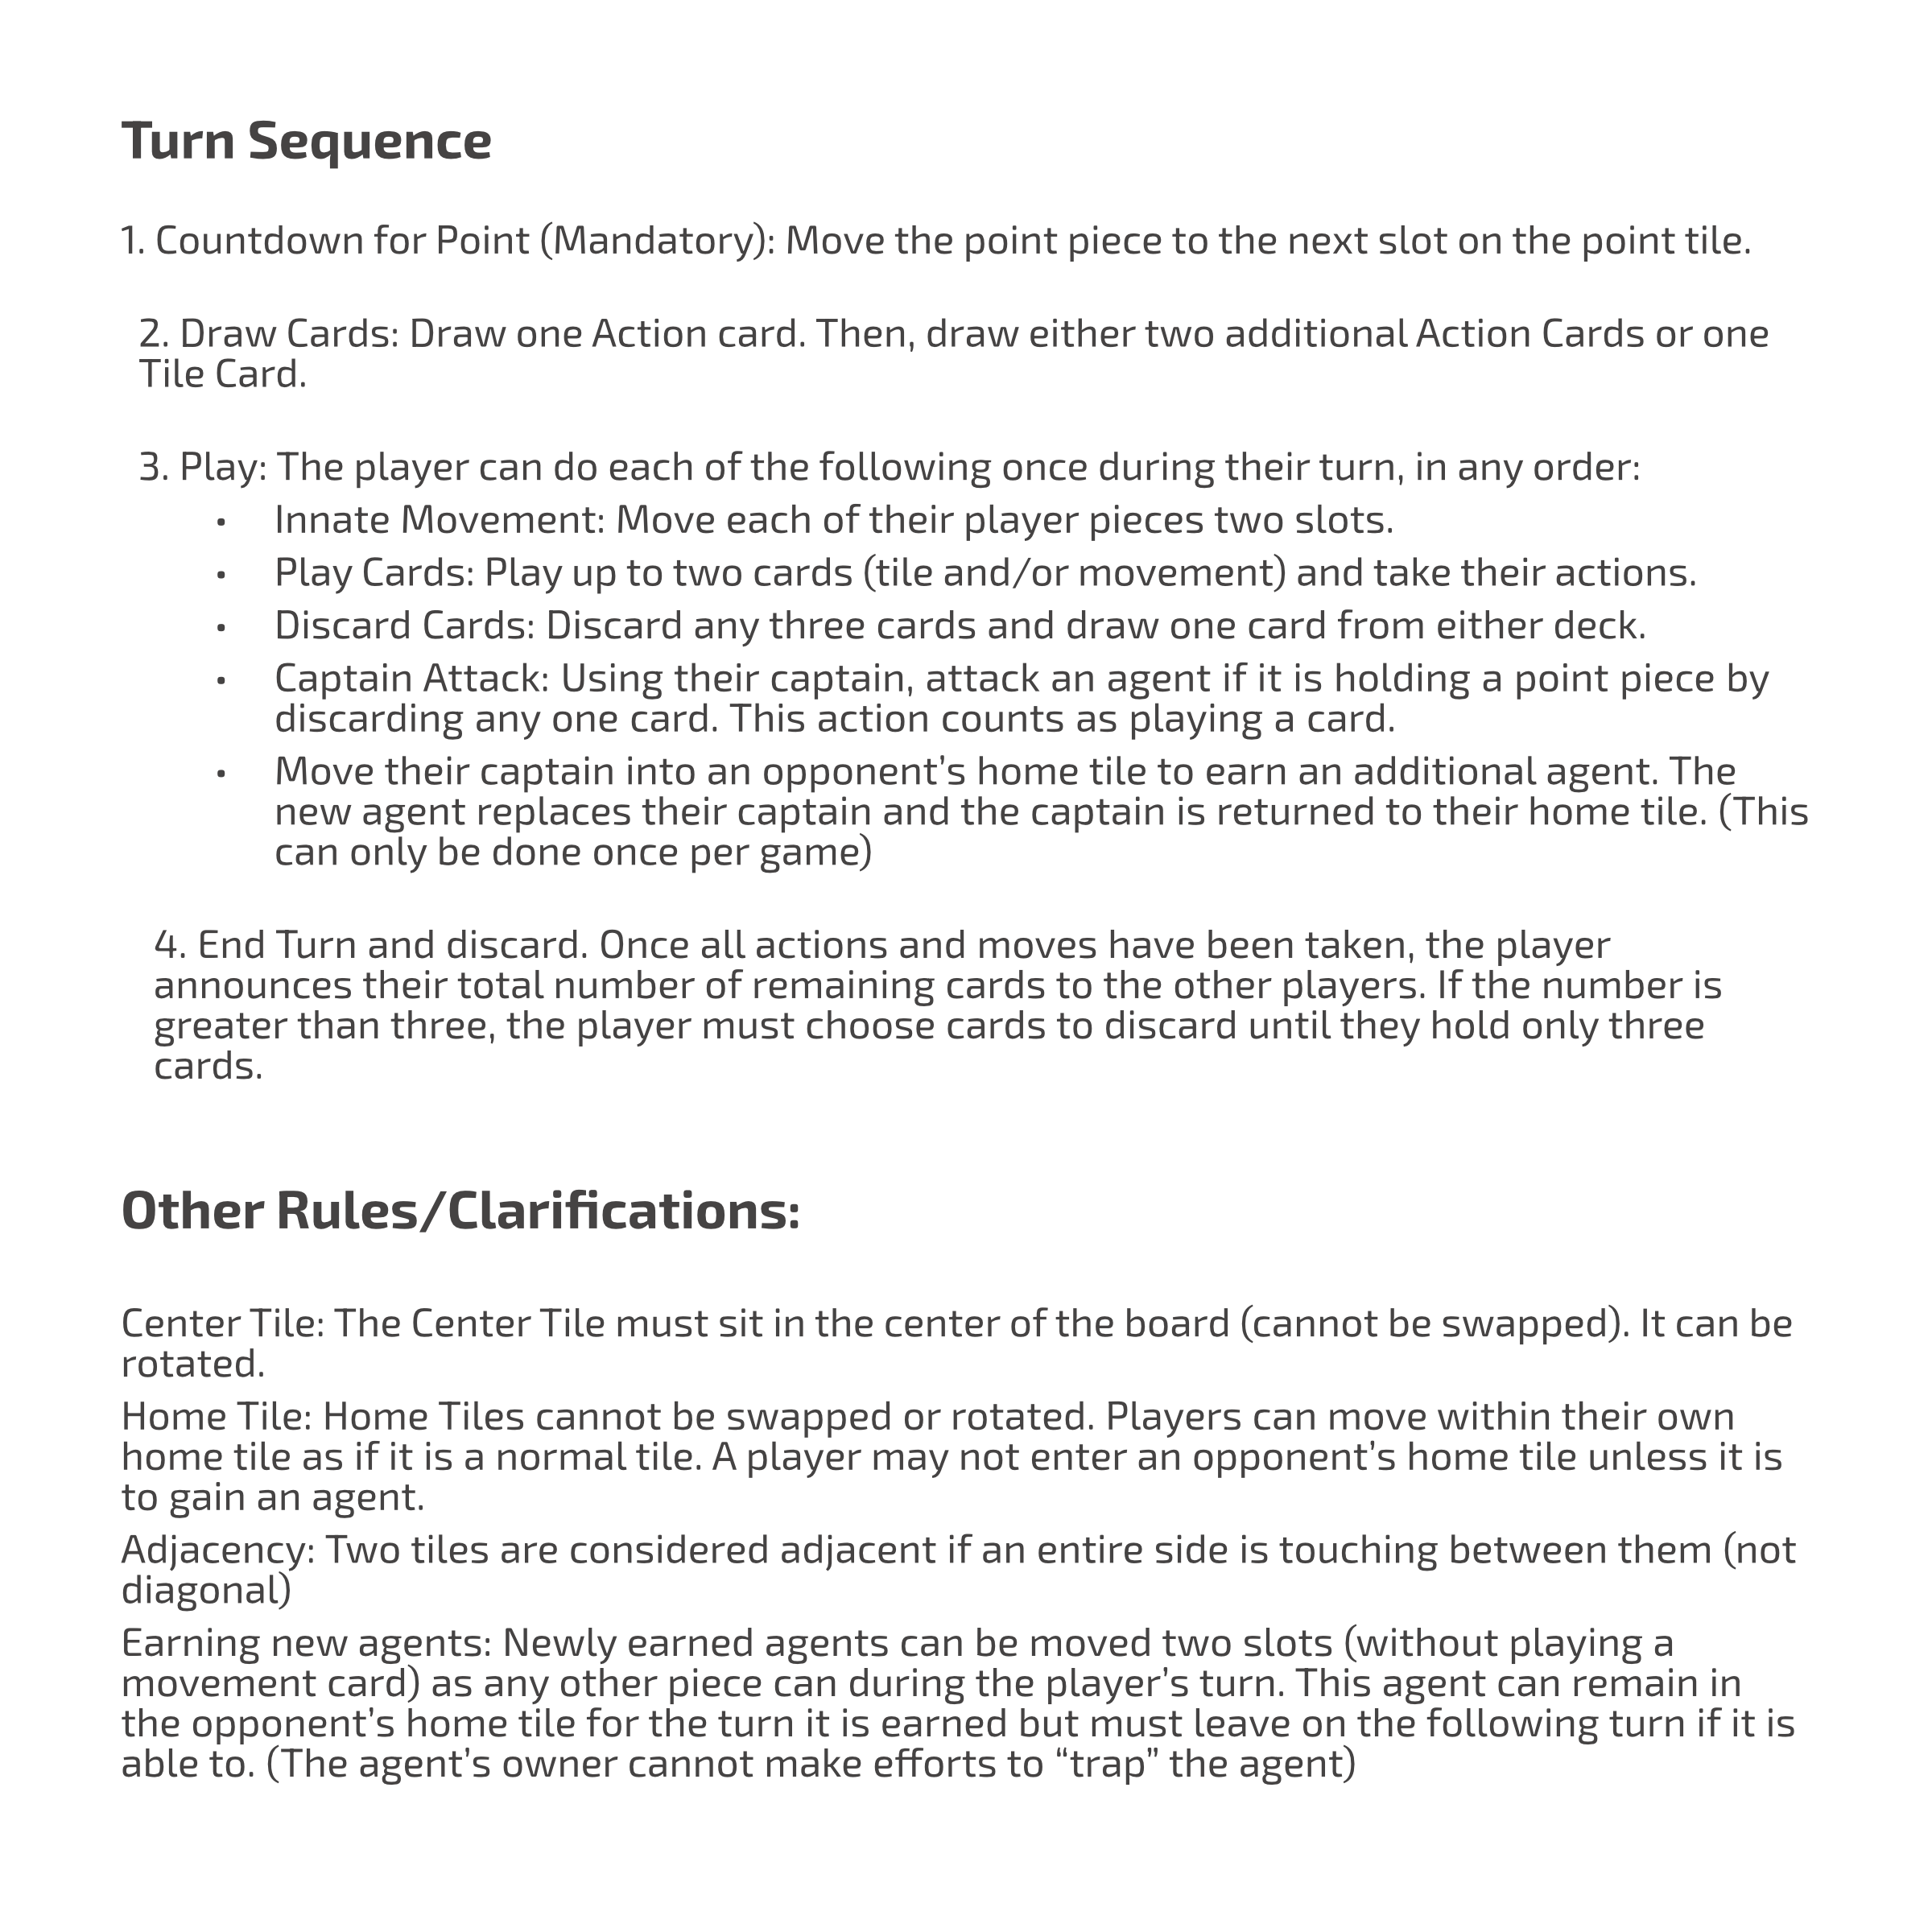 Turn Sequence
1. Countdown for Point (Mandatory): Move the point piece to the next slot on the point tile.
2. Draw Cards: Draw one Action card. Then, draw either two additional Action Cards or one
Tile Card.
3. Play: The player can do each of the following once during their turn, in any order:
• Innate Movement: Move each of their player pieces two slots.
• Play Cards: Play up to two cards (tile and/or movement) and take their actions.
• Discard Cards: Discard any three cards and draw one card from either deck.
• Captain Attack: Using their captain, attack an agent if it is holding a point piece by
discarding any one card. This action counts as playing a card.
• Move their captain into an opponent’s home tile to earn an additional agent. The
new agent replaces their captain and the captain is returned to their home tile. (This
can only be done once per game)
4. End Turn and discard. Once all actions and moves have been taken, the player
announces their total number of remaining cards to the other players. If the number is
greater than three, the player must choose cards to discard until they hold only three
cards.
Other Rules/Clarifications:
Center Tile: The Center Tile must sit in the center of the board (cannot be swapped). It can be
rotated.
Home Tile: Home Tiles cannot be swapped or rotated. Players can move within their own
home tile as if it is a normal tile. A player may not enter an opponent’s home tile unless it is
to gain an agent.
Adjacency: Two tiles are considered adjacent if an entire side is touching between them (not
diagonal)
Earning new agents: Newly earned agents can be moved two slots (without playing a
movement card) as any other piece can during the player’s turn. This agent can remain in
the opponent’s home tile for the turn it is earned but must leave on the following turn if it is
able to. (The agent’s owner cannot make efforts to “trap” the agent)